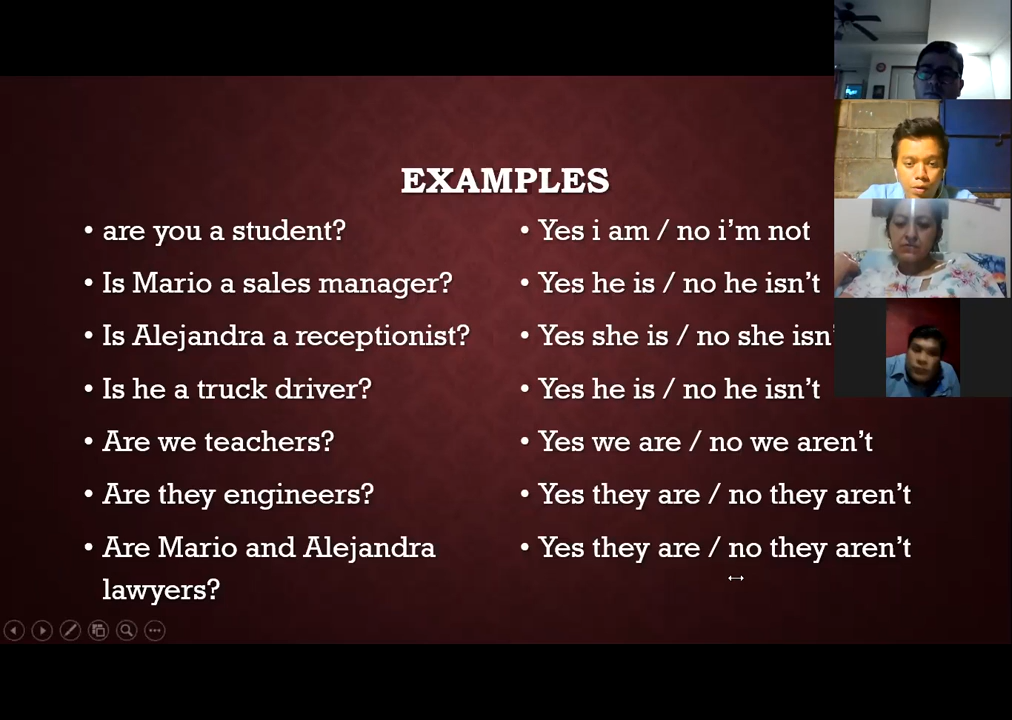 EXAMPLES
• are you a student?
• Is Mario a sales manager?
• Is Alejandra a receptionist?
• Is he a truck driver?
• Are we teachers?
• Are they engineers?
• Are Mario and Alejandra
lawyers?
• Yes i am / no i’m not
• Yes he is / no he isn’t
• Yes she is / no she isn’
• Yes he is / no he isn’t
• Yes we are / no we aren’t
• Yes they are / no they aren’t
• Yes they are / no they aren’t